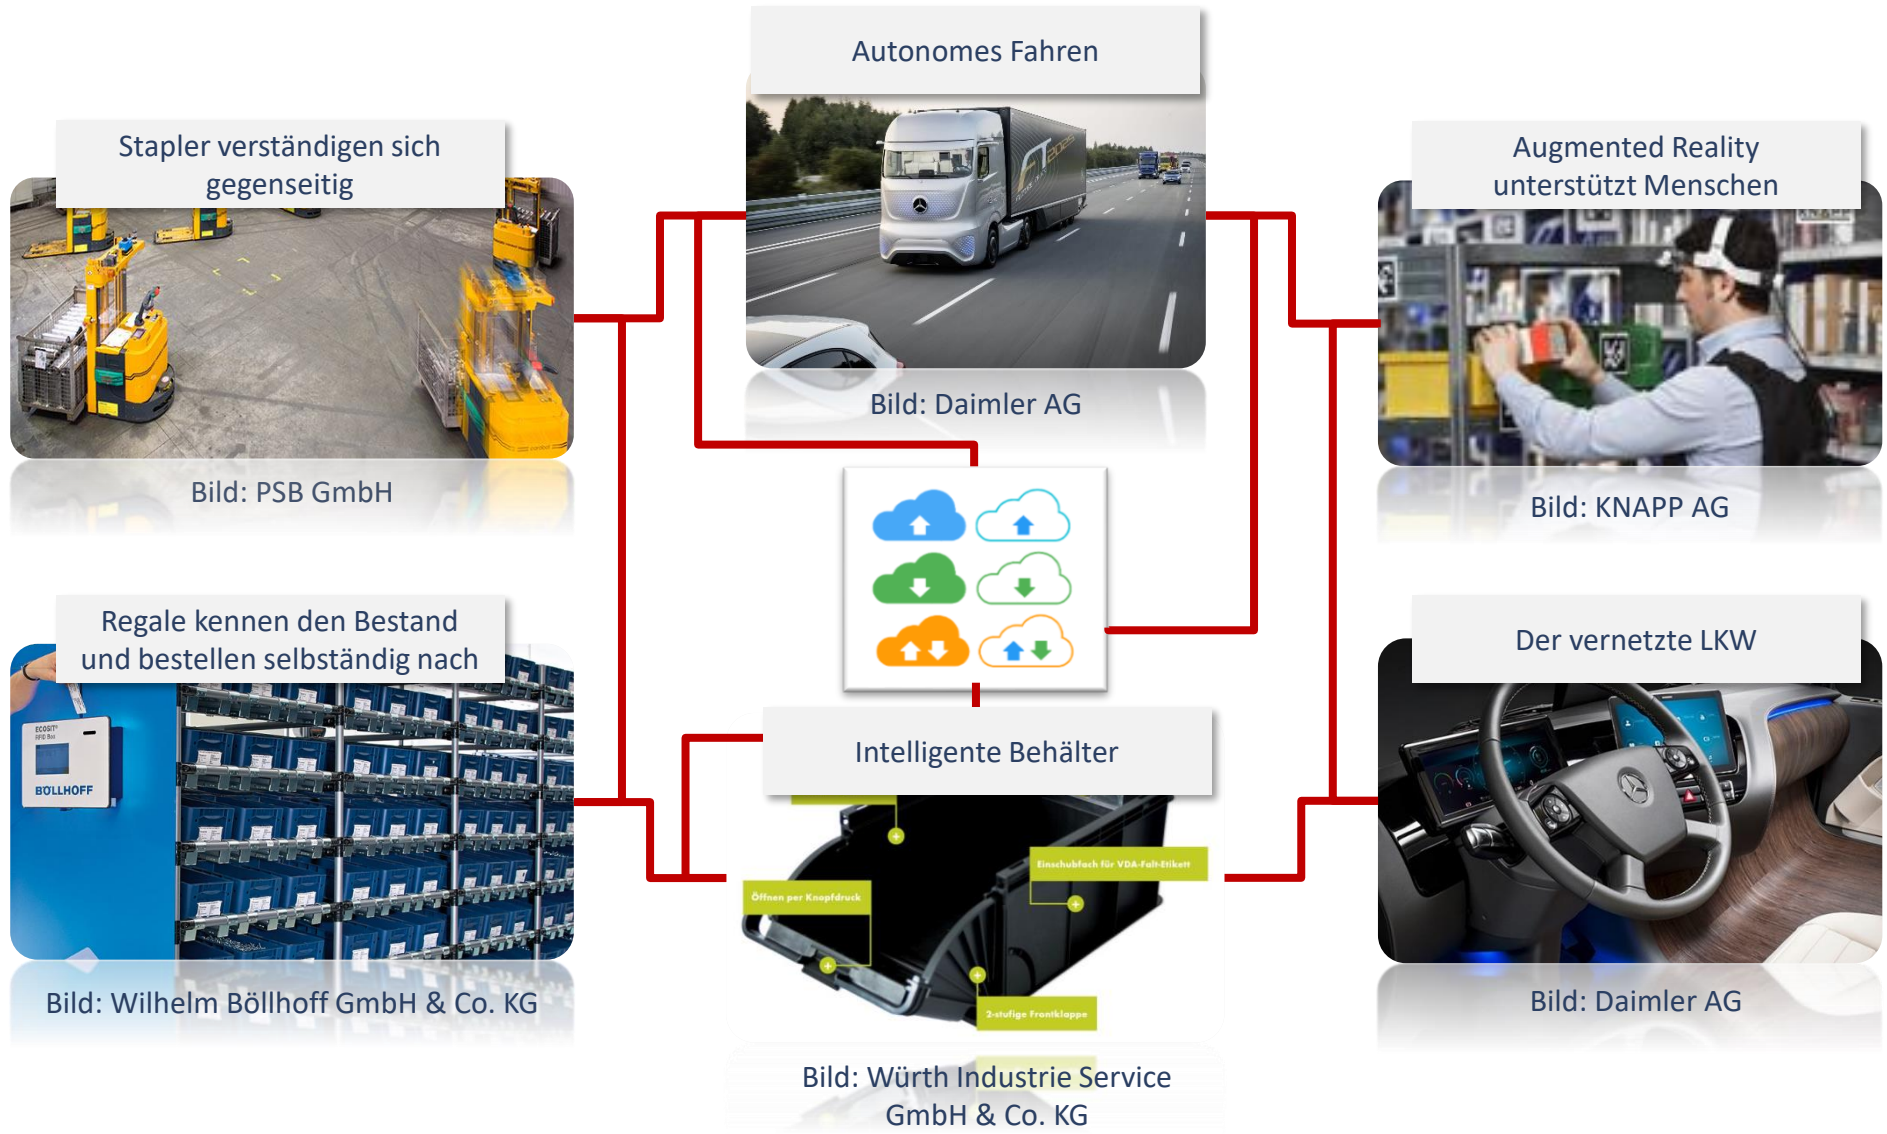 Autonomes Fahren
Bild: Daimler AG
Stapler verständigen sich
gegenseitig
Bild: PSB GmbH
Augmented Reality
unterstützt Menschen
Bild: KNAPP AG
Regale kennen den Bestand
und bestellen selbständig nach
ECOSIT®
RFID Box
BÖLLHOFF
Bild: Wilhelm Böllhoff GmbH & Co. KG
Intelligente Behälter
Einschubfach für VDA-Falt-Etikett
Öffnen per Knopfdruck
2-stufige Frontklappe
Bild: Würth Industrie Service
GmbH & Co. KG
Der vernetzte LKW
Bild: Daimler AG